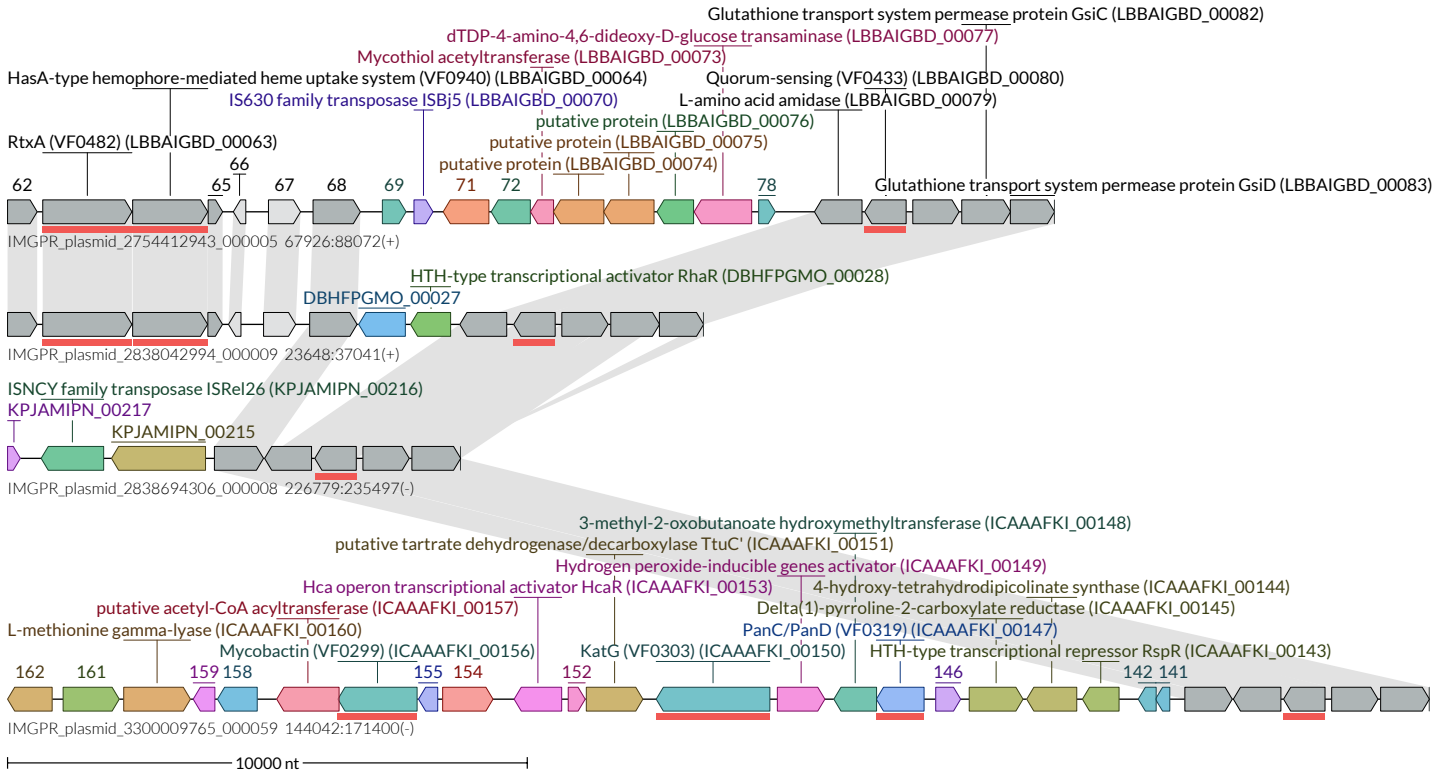 Glutathione transport system permease protein GsiC (LBBAIGBD_00082)
dTDP-4-amino-4,6-dideoxy-D-glucose transaminase (LBBAIGBD_00077)
Mycothiol acetyltransferase (LBBAIGBD_00073)
HasA-type hemophore-mediated heme uptake system (VF0940) (LBBAIGBD_00064) Quorum-sensing (VF0433) (LBBAIGBD_00080)
IS630 family transposase ISBj5 (LBBAIGBD_00070) L-amino acid amidase (LBBAIGBD_00079)
putative protein (LBBAIGBD_00076)
RtxA (VF0482) (LBBAIGBD_00063) putative protein (LBBAIGBD_00075)
66 putative protein (LBBAIGBD_00074)
62 65 67 68 69 71 72 78 Glutathione transport system permease protein GsiD (LBBAIGBD_00083)
IMGPR_plasmid_2754412943_000005 67926:88072(+)
HTH-type transcriptional activator RhaR (DBHFPGMO_00028)
DBHFPGMO_00027
IMGPR_plasmid_2838042994_000009 23648:37041(+)
ISNCY family transposase ISRel26 (KPJAMIPN_00216)
KPJAMIPN_00217
KPJAMIPN_00215
IMGPR_plasmid_2838694306_000008 226779:235497(-)
3-methyl-2-oxobutanoate hydroxymethyltransferase (ICAAAFKI_00148)
putative tartrate dehydrogenase/decarboxylase TtuC' (ICAAAFKI_00151)
Hydrogen peroxide-inducible genes activator (ICAAAFKI_00149)
Hca operon transcriptional activator HcaR (ICAAAFKI_00153) 4-hydroxy-tetrahydrodipicolinate synthase (ICAAAFKI_00144)
putative acetyl-CoA acyltransferase (ICAAAFKI_00157) Delta(1)-pyrroline-2-carboxylate reductase (ICAAAFKI_00145)
L-methionine gamma-lyase (ICAAAFKI_00160) PanC/PanD (VF0319) (ICAAAFKI_00147)
Mycobactin (VF0299) (ICAAAFKI_00156) KatG (VF0303) (ICAAAFKI_00150) HTH-type transcriptional repressor RspR (ICAAAFKI_00143)
162 161 159 158 155 154 152 146 142 141
IMGPR_plasmid_3300009765_000059 144042:171400(-)
10000 nt